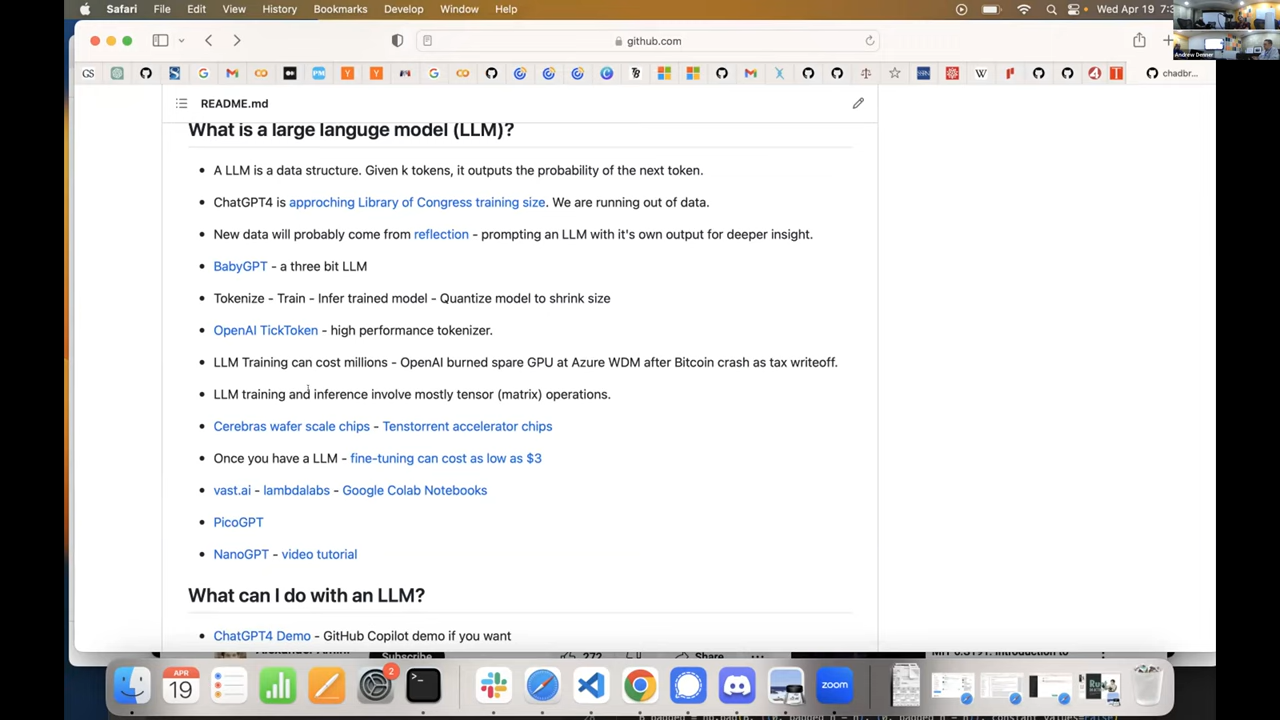 Safari File Edit View History Bookmarks Develop Window Help Wed Apr 19 7:3
Andrew Denner
github.com
GS
chadbr...
README.md
What is a large languge model (LLM)?
A LLM is a data structure. Given k tokens, it outputs the probability of the next token.
ChatGPT4 is approching Library of Congress training size. We are running out of data.
New data will probably come from reflection - prompting an LLM with it's own output for deeper insight.
BabyGPT - a three bit LLM
Tokenize - Train - Infer trained model - Quantize model to shrink size
OpenAI TickToken - high performance tokenizer.
LLM Training can cost millions - OpenAI burned spare GPU at Azure WDM after Bitcoin crash as tax writeoff.
LLM training and inference involve mostly tensor (matrix) operations.
Cerebras wafer scale chips - Tenstorrent accelerator chips
Once you have a LLM - fine-tuning can cost as low as $3
vast.ai - lambdalabs - Google Colab Notebooks
PicoGPT
NanoGPT - video tutorial
What can I do with an LLM?
ChatGPT4 Demo - GitHub Copilot demo if you want
APR
19
2
zoom